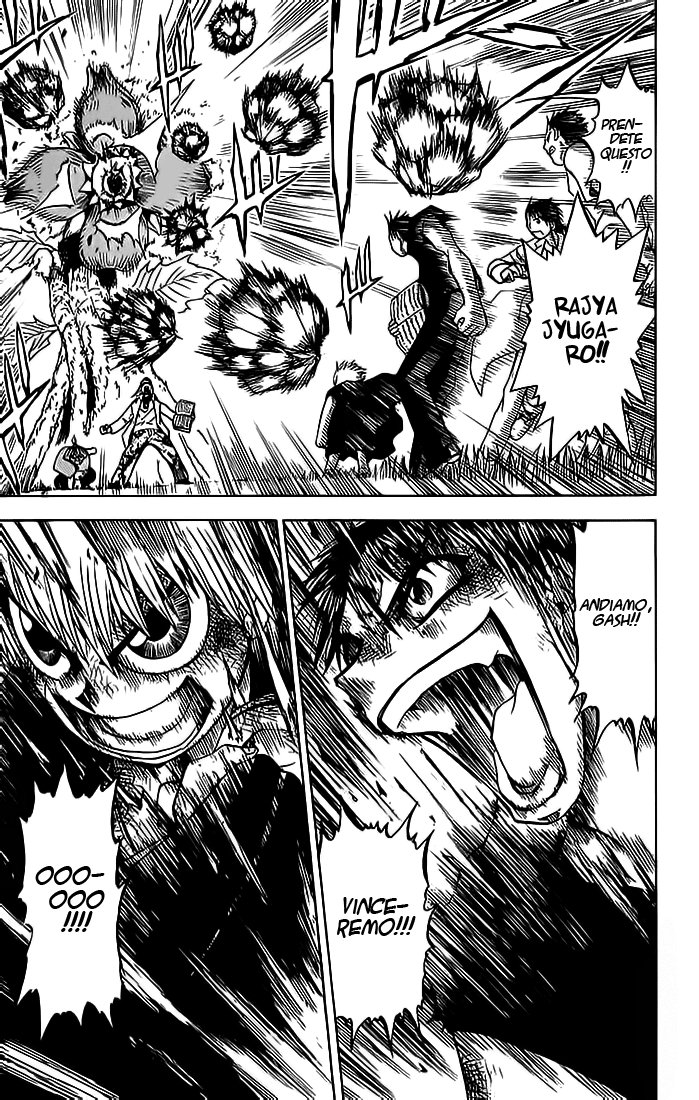 PREN-
DETE
QUESTO
!!
RAJYA
JYUGA-
RO!!
ANDIAMO,
GASH!!
VINCE-
REMO!!!
OOO-
OOO
!!!!